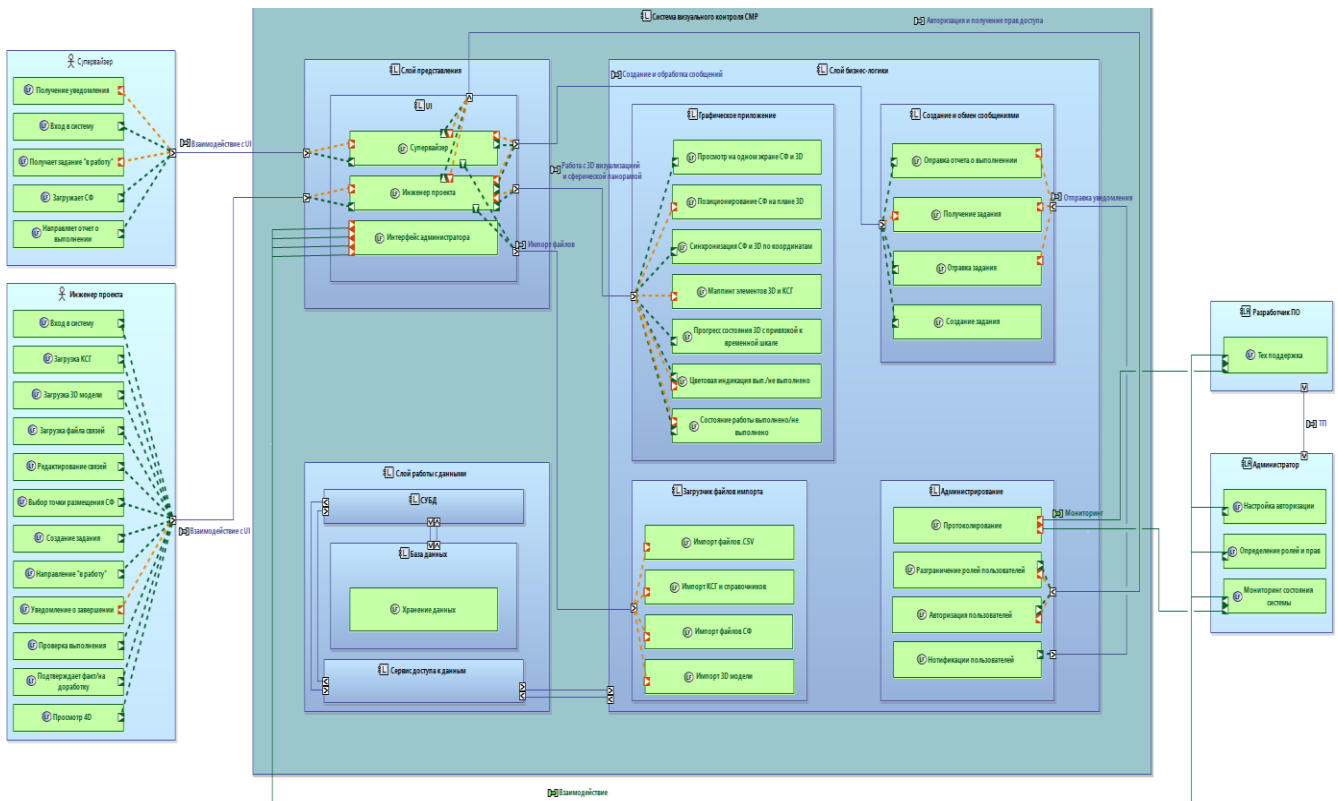 Система визуального контроля СМР
Авторизация и получение прав доступа
Супервайзер
Получение уведомления
Вход в систему
Получает задание "в работу"
Загружает СФ
Направляет отчет о
выполнении
Взаимодействие с UI
Инженер проекта
Вход в систему
Загрузка КСГ
Загрузка 3D модели
Загрузка файла связей
Редактирование связей
Выбор точки размещения СФ
Создание задания
Направление "в работу"
Уведомление о завершении
Проверка выполнения
Подтверждает факт/на
доработку
Просмотр 4D
Взаимодействие с UI
Слой представления
UI
Супервайзер
Инженер проекта
Интерфейс администратора
Создание и обработка сообщений
Работа с 3D визуализацией
и сферической панорамой
Импорт файлов
Слой бизнес-логики
Графическое приложение
Просмотр на одном экране СФ и 3D
Позиционирование СФ на плане 3D
Синхронизация СФ и 3D по координатам
Маппинг элементов 3D и КСГ
Прогресс состояния 3D с привязкой к
временной шкале
Цветовая индикация вып./не выполнено
Состояние работы выполнено/не
выполнено
Создание и обмен сообщениями
Оправка отчета о выполнении
Получение задания
Отравка задания
Создание задания
Отправка уведомления
Слой работы с данными
СУБД
База данных
Хранение данных
Сервис доступа к данным
Загрузчик файлов импорта
Импорт файлов .CSV
Импорт КСГ и справочников
Импорт файлов СФ
Импорт 3D модели
Администрирование
Протоколирование
Разграничение ролей пользователей
Авторизация пользователей
Нотификации пользователей
Мониторинг
Разработчик ПО
Тех поддержка
ТП
Администратор
Настройка авторизации
Определение ролей и прав
Мониторинг состояния
системы
Взаимодействие